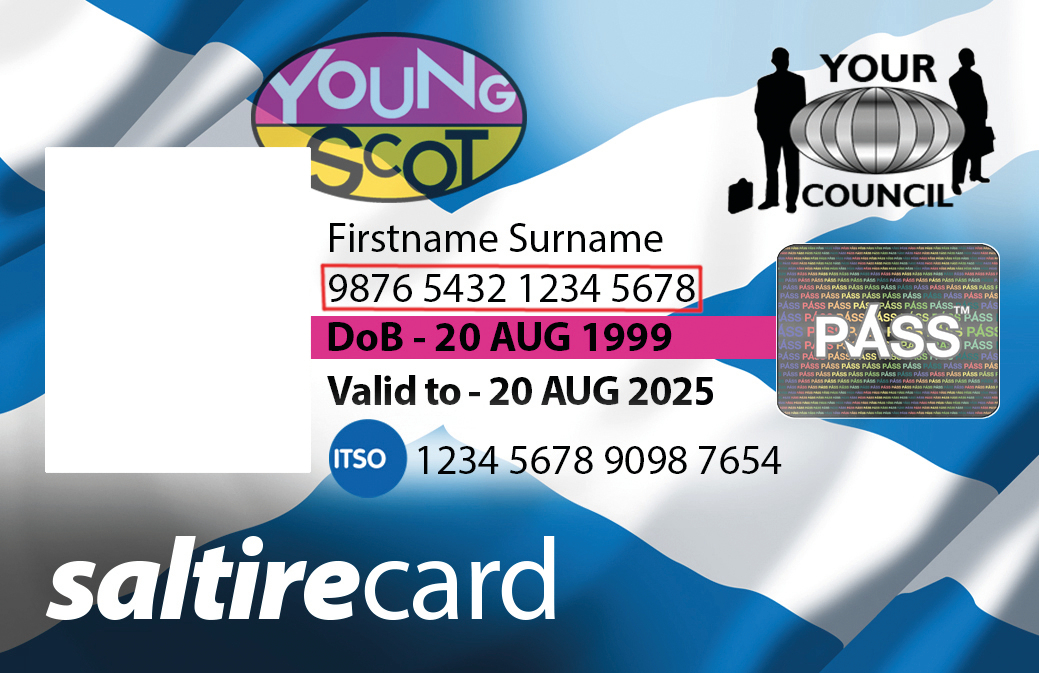 YOUNG
SCOT
YOUR
COUNCIL
Firstname Surname
9876 5432 1234 5678
DoB - 20 AUG 1999
PÁSS™
Valid to - 20 AUG 2025
ITSO 1234 5678 9098 7654
saltirecard